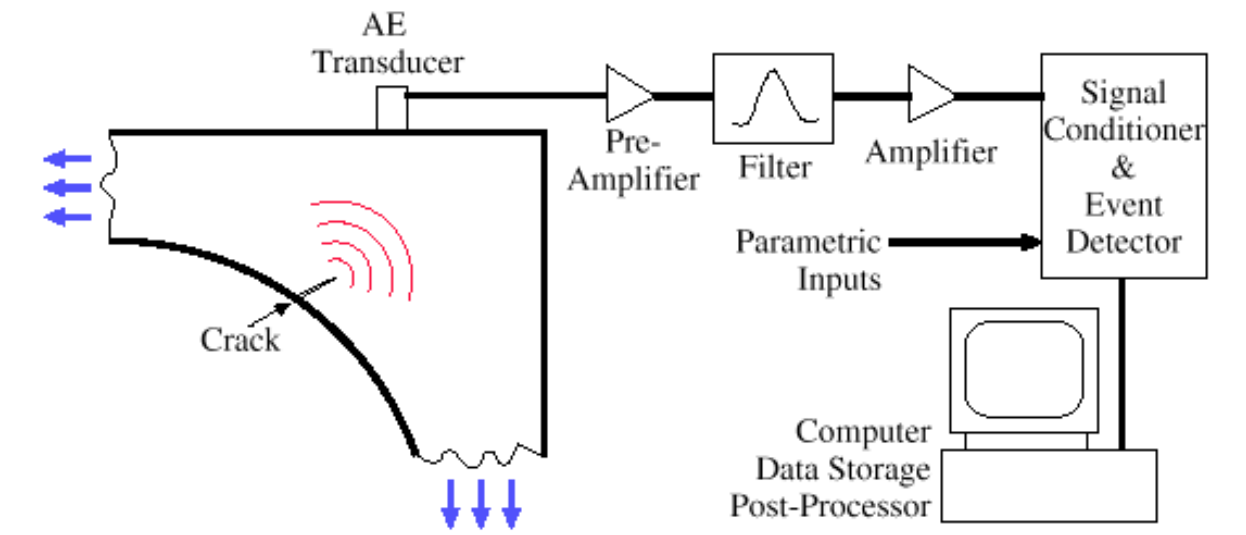 AE
Transducer
Pre-
Amplifier
Filter
Amplifier
Signal
Conditioner
&
Event
Detector
Parametric
Inputs
Crack
Computer
Data Storage
Post-Processor